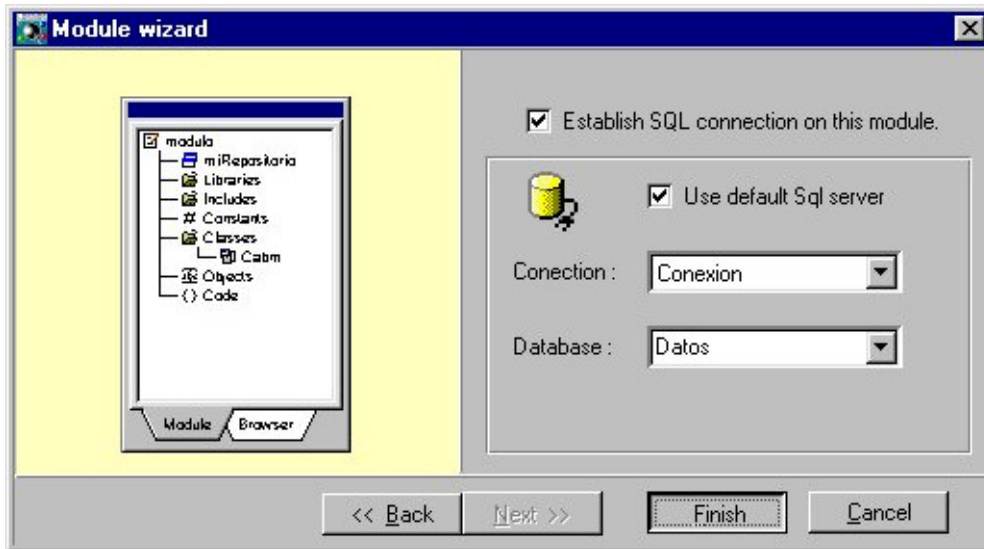 Module wizard
modulo
miRepositorio
Libraries
Includes
# Constants
Classes
Cabm
Objects
{} Code
Module
Browser
Establish SQL connection on this module.
Use default Sql server
Conection :
Conexion
Database :
Datos
<< Back
Next >>
Finish
Cancel